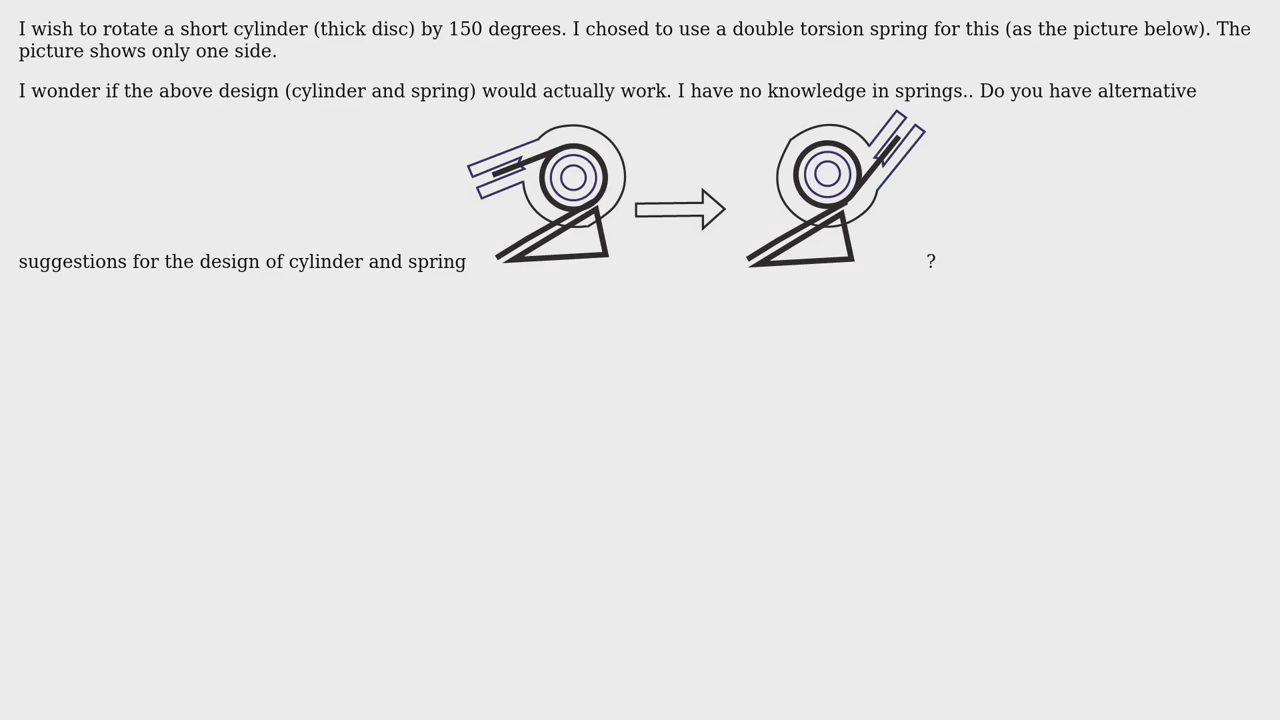 I wish to rotate a short cylinder (thick disc) by 150 degrees. I chosed to use a double torsion spring for this (as the picture below). The
picture shows only one side.
I wonder if the above design (cylinder and spring) would actually work. I have no knowledge in springs.. Do you have alternative
suggestions for the design of cylinder and spring ?